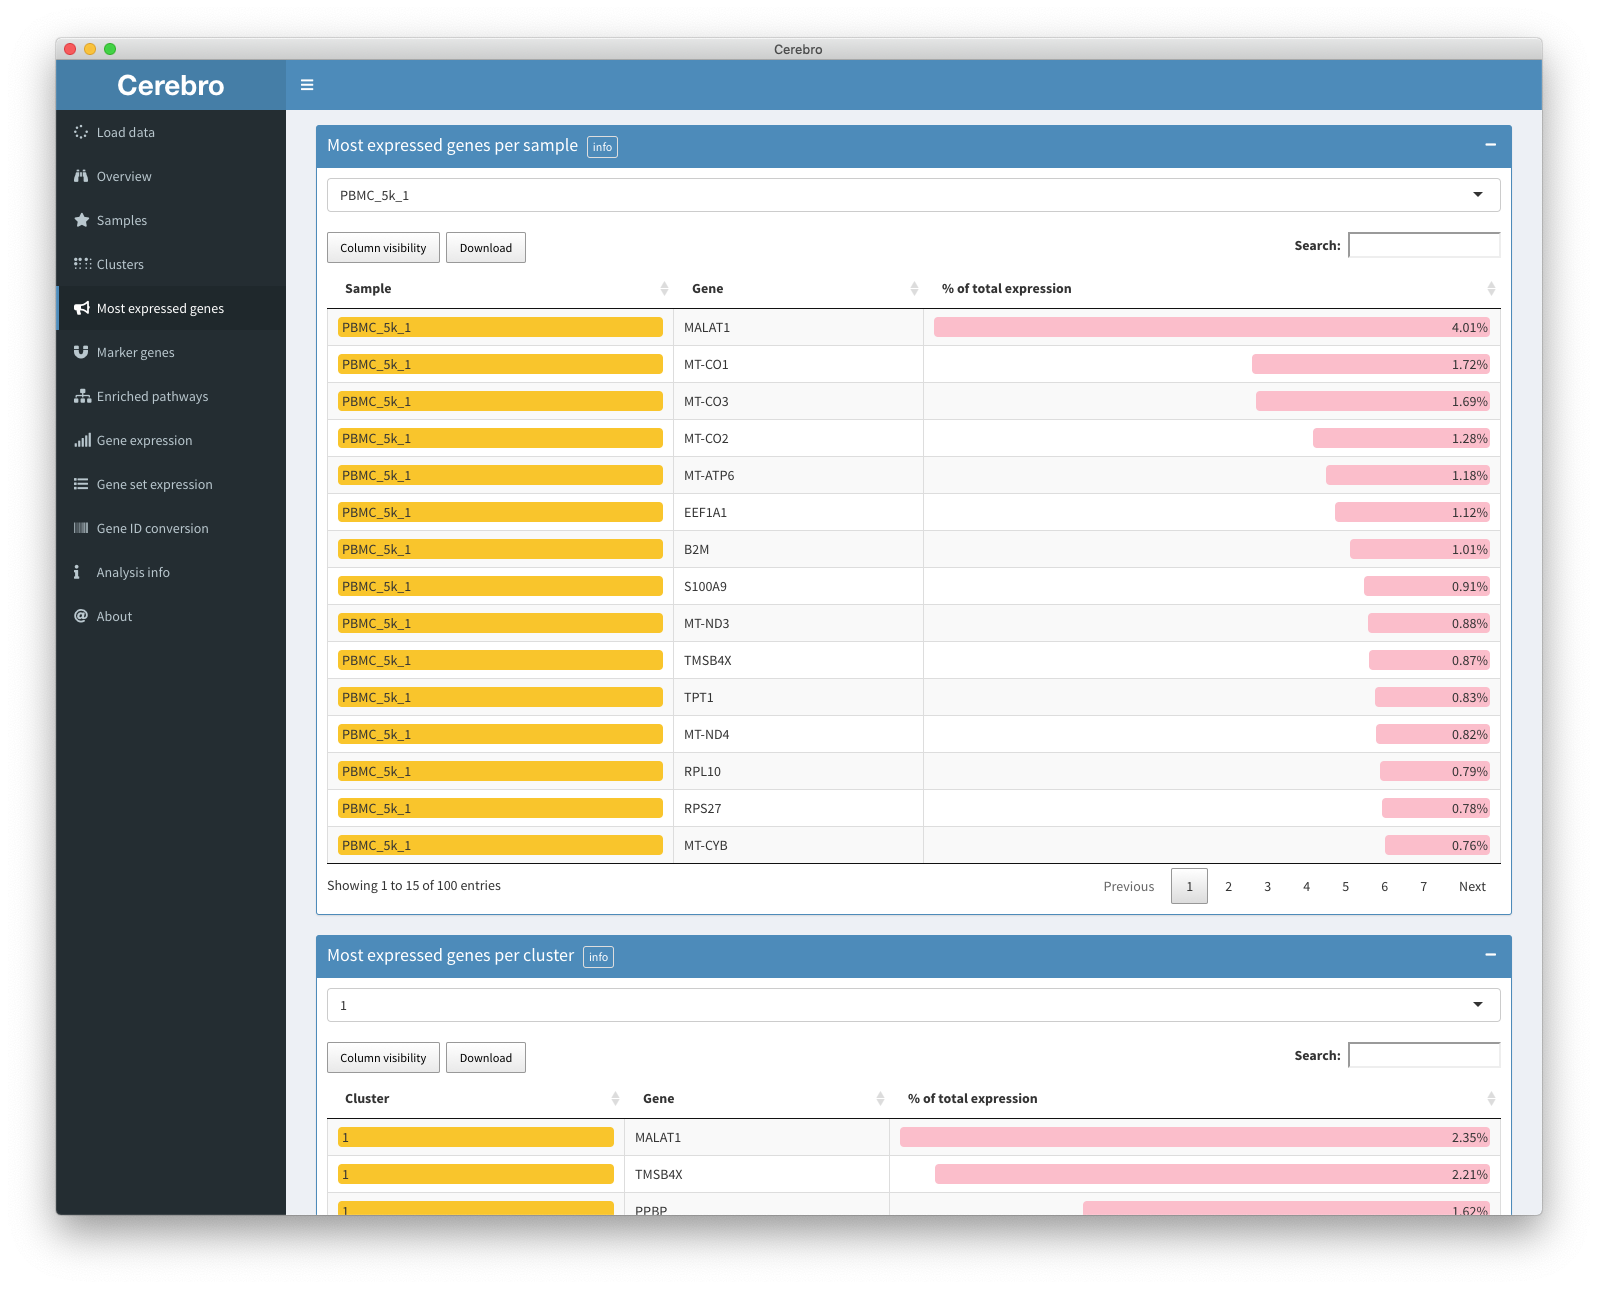 Cerebro
Cerebro
Load data
Overview
Samples
Clusters
Most expressed genes
Marker genes
Enriched pathways
Gene expression
Gene set expression
Gene ID conversion
Analysis info
About
Most expressed genes per sample info
PBMC_5k_1
Column visibility Download Search:
Sample Gene % of total expression
PBMC_5k_1 MALAT1 4.01%
PBMC_5k_1 MT-CO1 1.72%
PBMC_5k_1 MT-CO3 1.69%
PBMC_5k_1 MT-CO2 1.28%
PBMC_5k_1 MT-ATP6 1.18%
PBMC_5k_1 EEF1A1 1.12%
PBMC_5k_1 B2M 1.01%
PBMC_5k_1 S100A9 0.91%
PBMC_5k_1 MT-ND3 0.88%
PBMC_5k_1 TMSB4X 0.87%
PBMC_5k_1 TPT1 0.83%
PBMC_5k_1 MT-ND4 0.82%
PBMC_5k_1 RPL10 0.79%
PBMC_5k_1 RPS27 0.78%
PBMC_5k_1 MT-CYB 0.76%
Showing 1 to 15 of 100 entries Previous 1 2 3 4 5 6 7 Next
Most expressed genes per cluster info
1
Column visibility Download Search:
Cluster Gene % of total expression
1 MALAT1 2.35%
1 TMSB4X 2.21%
1 PPBP 1.62%